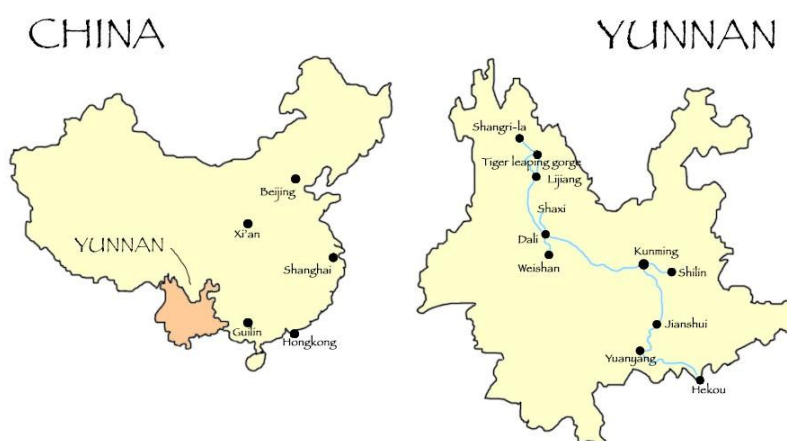 CHINA
Beijing
Xi'an
YUNNAN
Shanghai
Guilin
Hongkong
YUNNAN
Shangri-la
Tiger leaping gorge
Lijiang
Shaxi
Dali
Kunming
Weishan
Shilin
Jianshui
Yuanyang
Hekou